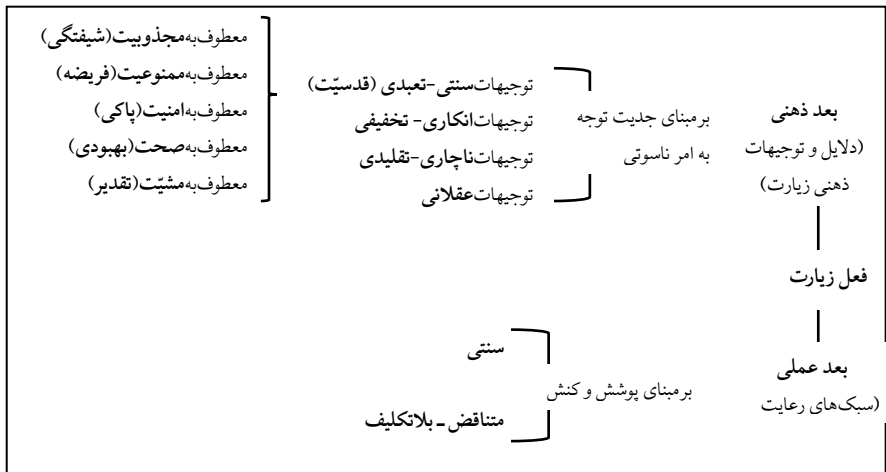 بعد ذهنی
(دلایل و توجیهات
ذهنی زیارت)
برمبنای جدیت توجه
به امر ناسوتی
توجیهات سنتی-تعبدی (قدسیّت)
توجیهات انکاری- تخفیفی
توجیهات ناچاری-تقلیدی
توجیهات عقلانی
معطوف به مجذوبیت (شیفتگی)
معطوف به ممنوعیت (فریضه)
معطوف به امنیت (پاکی)
معطوف به صحت (بهبودی)
معطوف به مشیّت (تقدیر)
فعل زیارت
بعد عملی
(سبک‌های رعایت
برمبنای پوشش و کنش
سنتی
متناقض ـ بلاتکلیف